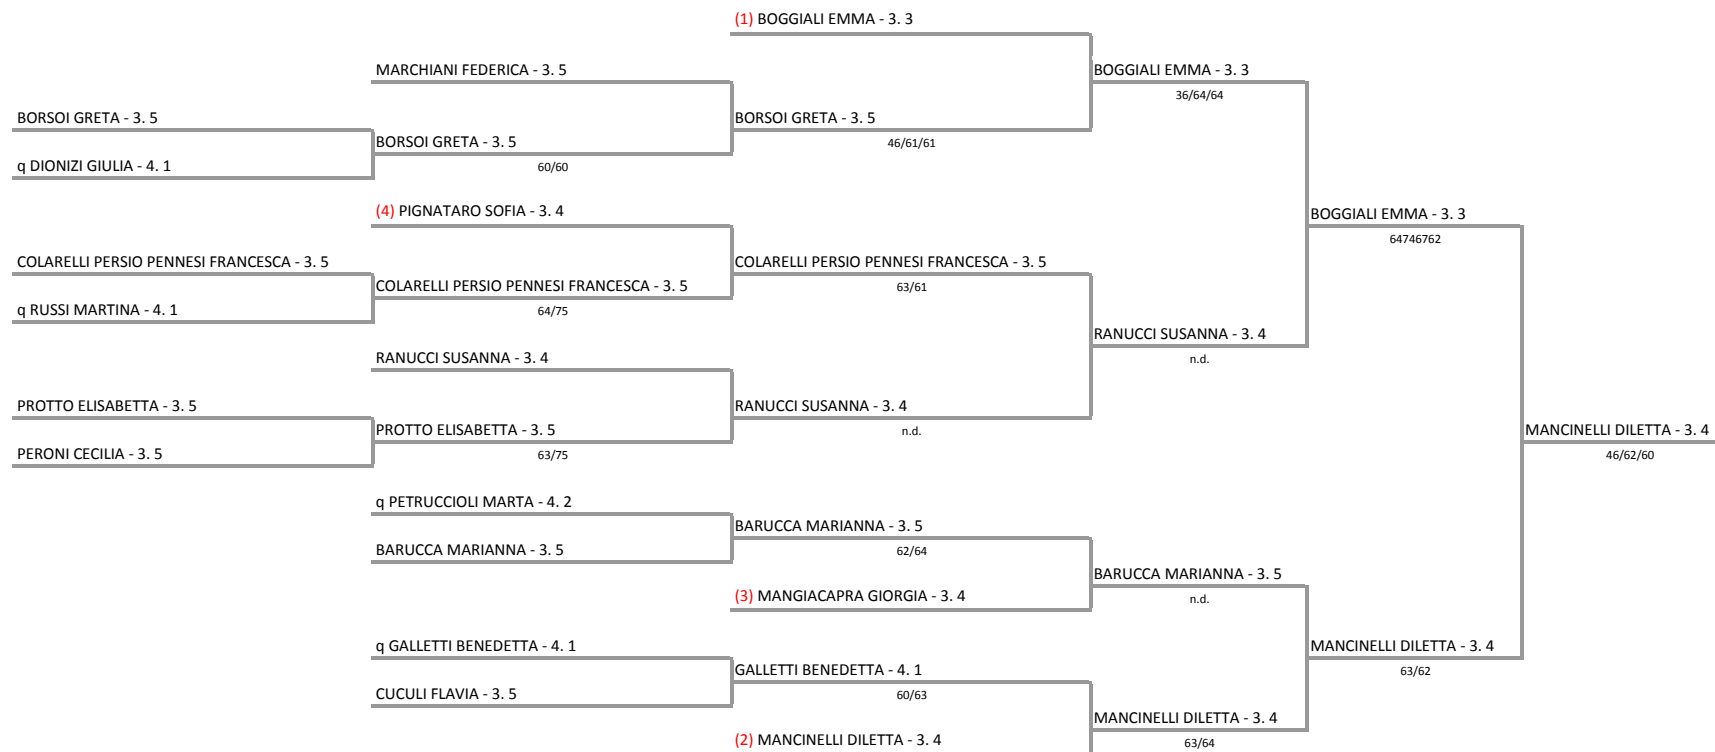 (1) BOGGIALI EMMA - 3. 3
MARCHIANI FEDERICA - 3. 5
BOGGIALI EMMA - 3. 3
36/64/64
BORSOI GRETA - 3. 5
BORSOI GRETA - 3. 5
46/61/61
BORSOI GRETA - 3. 5
60/60
q DIONIZI GIULIA - 4. 1
(4) PIGNATARO SOFIA - 3. 4
BOGGIALI EMMA - 3. 3
64746762
COLARELLI PERSIO PENNESI FRANCESCA - 3. 5
COLARELLI PERSIO PENNESI FRANCESCA - 3. 5
63/61
COLARELLI PERSIO PENNESI FRANCESCA - 3. 5
64/75
q RUSSI MARTINA - 4. 1
RANUCCI SUSANNA - 3. 4
n.d.
RANUCCI SUSANNA - 3. 4
PROTTO ELISABETTA - 3. 5
RANUCCI SUSANNA - 3. 4
n.d.
PROTTO ELISABETTA - 3. 5
63/75
MANCINELLI DILETTA - 3. 4
46/62/60
PERONI CECILIA - 3. 5
q PETRUCCIOLI MARTA - 4. 2
BARUCCA MARIANNA - 3. 5
62/64
BARUCCA MARIANNA - 3. 5
BARUCCA MARIANNA - 3. 5
n.d.
(3) MANGIACAPRA GIORGIA - 3. 4
q GALLETTI BENEDETTA - 4. 1
MANCINELLI DILETTA - 3. 4
63/62
GALLETTI BENEDETTA - 4. 1
60/63
CUCULI FLAVIA - 3. 5
MANCINELLI DILETTA - 3. 4
63/64
(2) MANCINELLI DILETTA - 3. 4